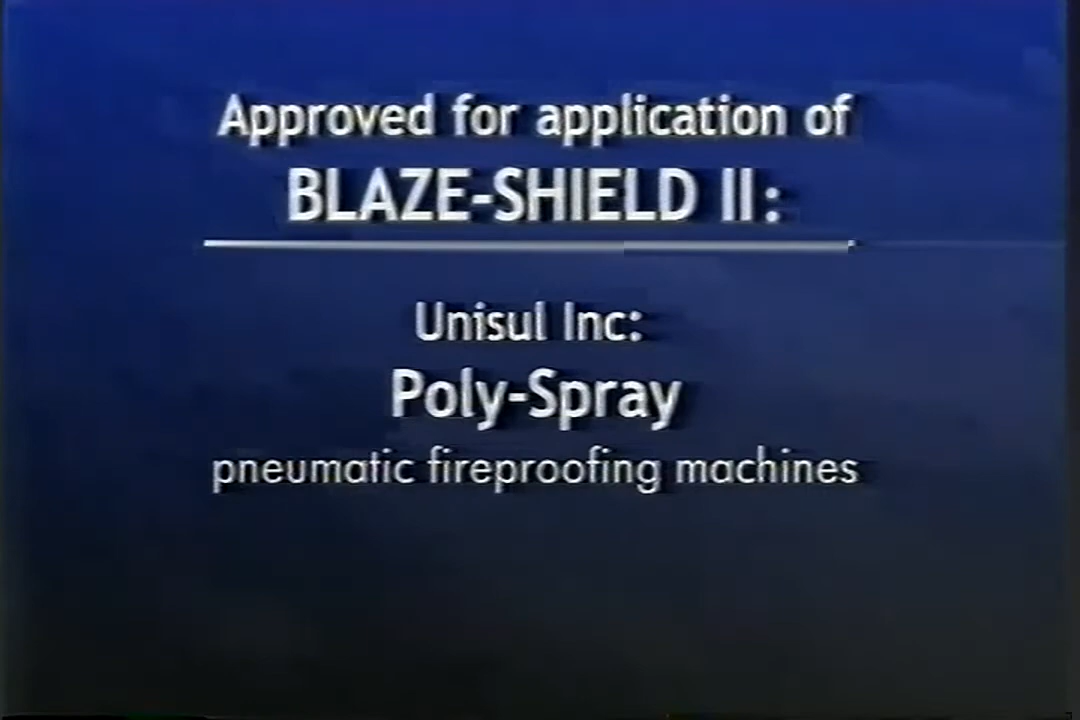 Approved for application of
BLAZE-SHIELD II:
Unisul Inc:
Poly-Spray
pneumatic fireproofing machines